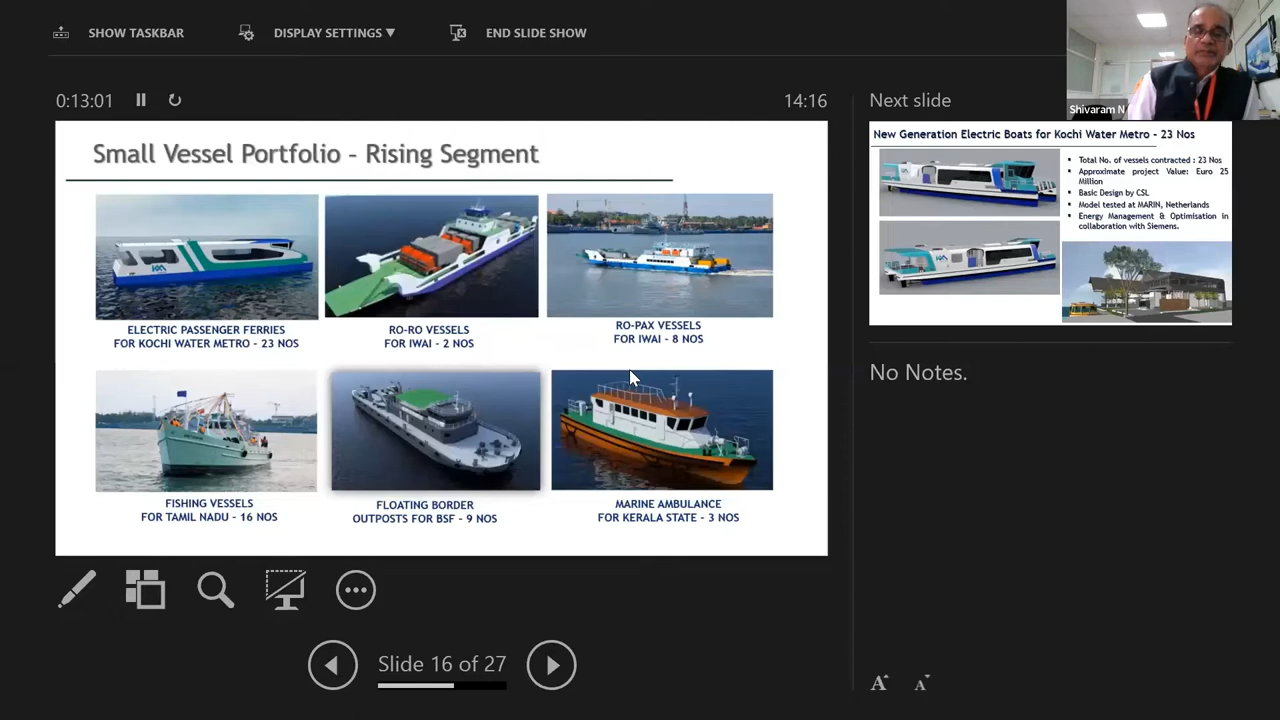 SHOW TASKBAR
DISPLAY SETTINGS ▼
END SLIDE SHOW
0:13:01
14:16
Next slide
Shivaram N
Small Vessel Portfolio - Rising Segment
ELECTRIC PASSENGER FERRIES
FOR KOCHI WATER METRO - 23 NOS
RO-RO VESSELS
FOR IWAI - 2 NOS
RO-PAX VESSELS
FOR IWAI - 8 NOS
FISHING VESSELS
FOR TAMIL NADU - 16 NOS
FLOATING BORDER
OUTPOSTS FOR BSF - 9 NOS
MARINE AMBULANCE
FOR KERALA STATE - 3 NOS
New Generation Electric Boats for Kochi Water Metro - 23 Nos
▪ Total No. of vessels contracted : 23 Nos
▪ Approximate project Value: Euro 25
Million
▪ Basic Design by CSL
▪ Model tested at MARIN, Netherlands
▪ Energy Management & Optimisation in
collaboration with Siemens.
No Notes.
Slide 16 of 27
A A